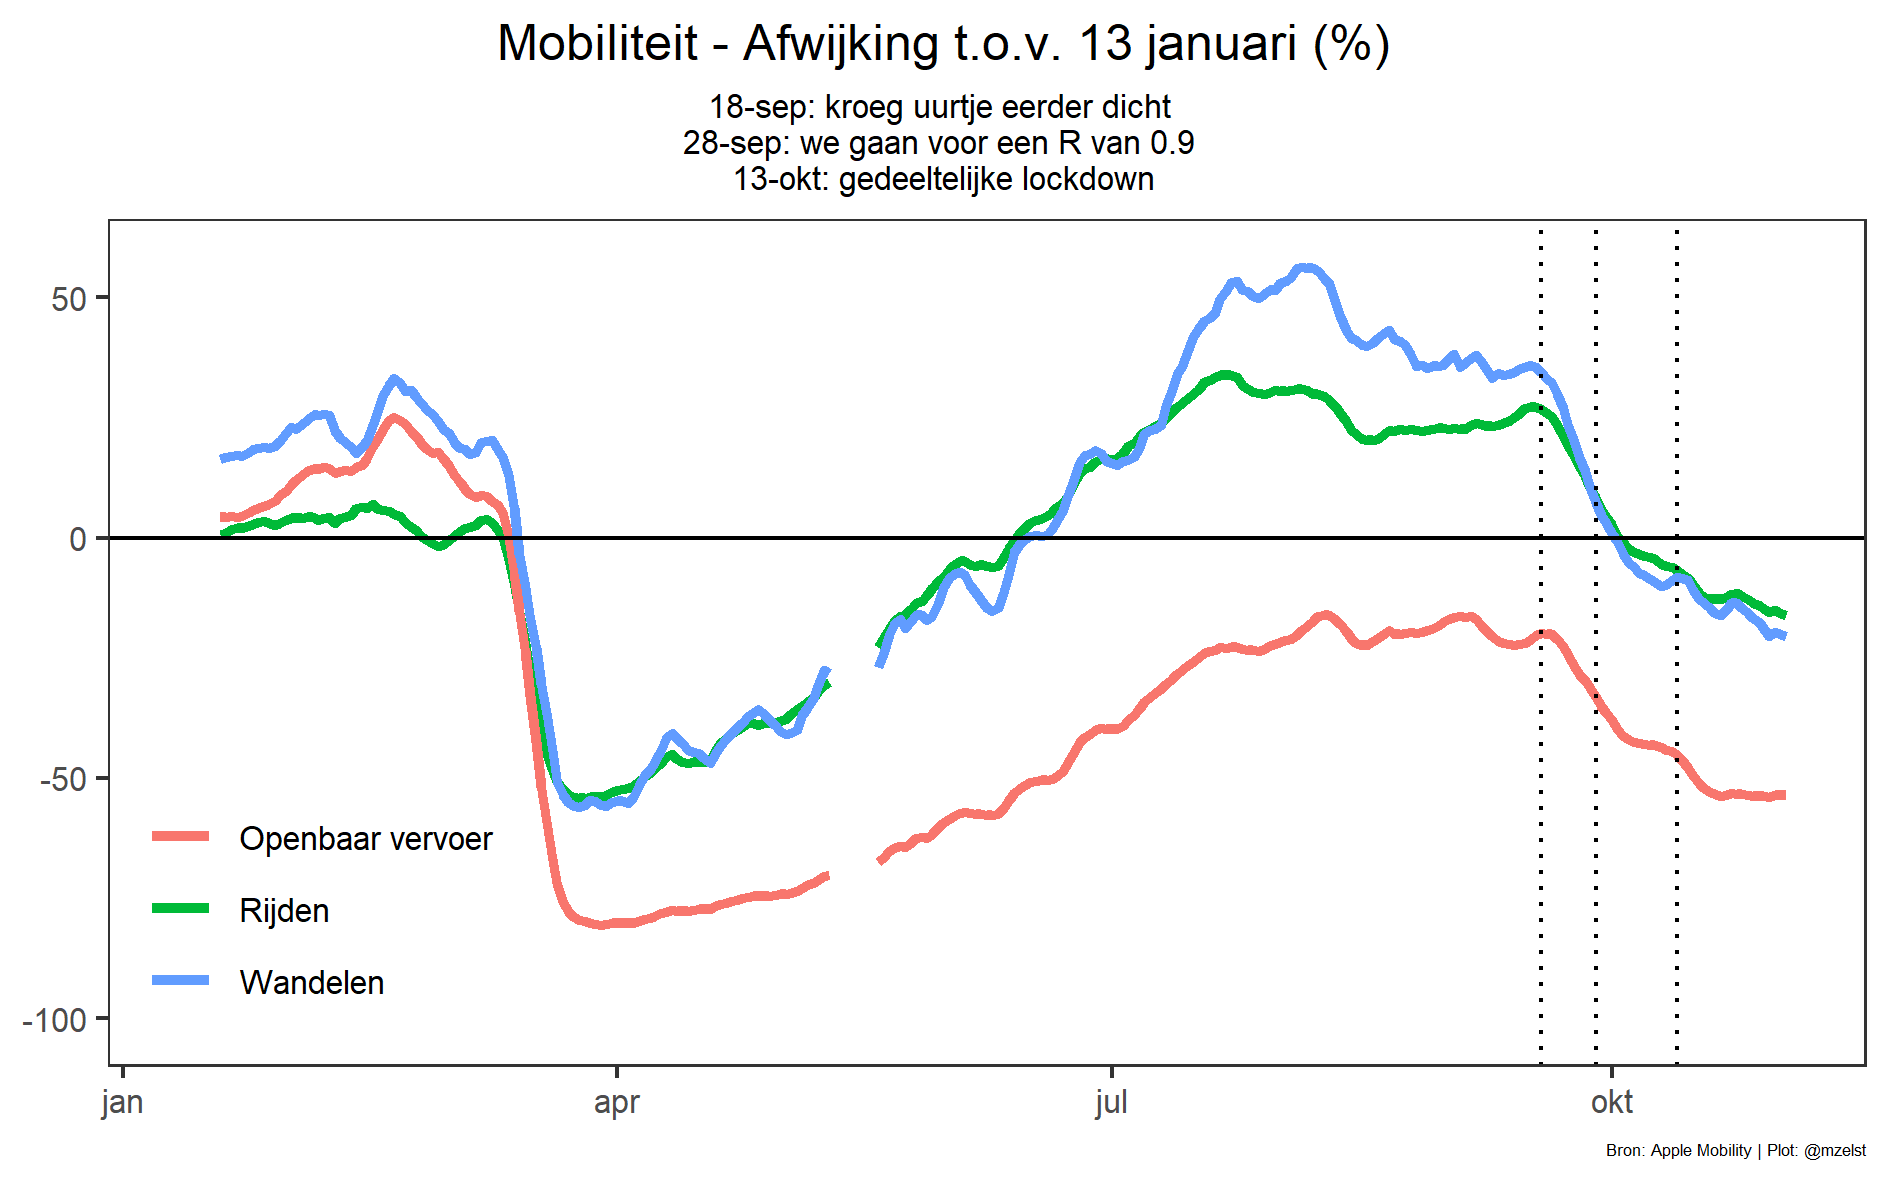 Mobiliteit - Afwijking t.o.v. 13 januari (%)
18-sep: kroeg uurtje eerder dicht
28-sep: we gaan voor een R van 0.9
13-okt: gedeeltelijke lockdown
50
0
-50
-100
Openbaar vervoer
Rijden
Wandelen
jan apr jul okt
Bron: Apple Mobility | Plot: @mzelst